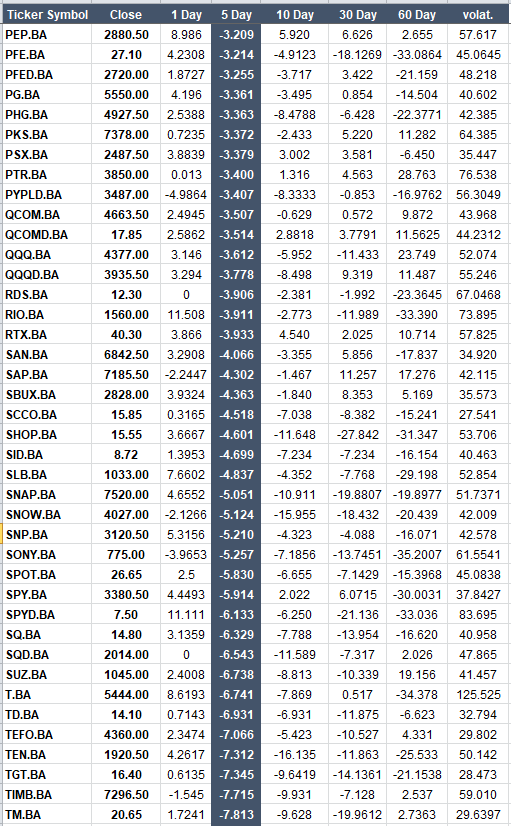 Ticker Symbol Close 1 Day 5 Day 10 Day 30 Day 60 Day volat.
PEP.BA 2880.50 8.986 -3.209 5.920 6.626 2.655 57.617
PFE.BA 27.10 4.2308 -3.214 -4.9123 -18.1269 -33.0864 45.0645
PFED.BA 2720.00 1.8727 -3.255 -3.717 3.422 -21.159 48.218
PG.BA 5550.00 4.196 -3.361 -3.495 0.854 -14.504 40.602
PHG.BA 4927.50 2.5388 -3.363 -8.4788 -6.428 -22.3771 42.385
PKS.BA 7378.00 0.7235 -3.372 -2.433 5.220 11.282 64.385
PSX.BA 2487.50 3.8839 -3.379 3.002 3.581 -6.450 35.447
PTR.BA 3850.00 0.013 -3.400 1.316 4.563 28.763 76.538
PYPLD.BA 3487.00 -4.9864 -3.407 -8.3333 -0.853 -16.9762 56.3049
QCOM.BA 4663.50 2.4945 -3.507 -0.629 0.572 9.872 43.968
QCOMD.BA 17.85 2.5862 -3.514 2.8818 3.7791 11.5625 44.2312
QQQ.BA 4377.00 3.146 -3.612 -5.952 -11.433 23.749 52.074
QQQD.BA 3935.50 3.294 -3.778 -8.498 9.319 11.487 55.246
RDS.BA 12.30 0 -3.906 -2.381 -1.992 -23.3645 67.0468
RIO.BA 1560.00 11.508 -3.911 -2.773 -11.989 -33.390 73.895
RTX.BA 40.30 3.866 -3.933 4.540 2.025 10.714 57.825
SAN.BA 6842.50 3.2908 -4.066 -3.355 5.856 -17.837 34.920
SAP.BA 7185.50 -2.2447 -4.302 -1.467 11.257 17.276 42.115
SBUX.BA 2828.00 3.9324 -4.363 -1.840 8.353 5.169 35.573
SCCO.BA 15.85 0.3165 -4.518 -7.038 -8.382 -15.241 27.541
SHOP.BA 15.55 3.6667 -4.601 -11.648 -27.842 -31.347 53.706
SID.BA 8.72 1.3953 -4.699 -7.234 -7.234 -16.154 40.463
SLB.BA 1033.00 7.6602 -4.837 -4.352 -7.768 -29.198 52.854
SNAP.BA 7520.00 4.6552 -5.051 -10.911 -19.8807 -19.8977 51.7371
SNOW.BA 4027.00 -2.1266 -5.124 -15.955 -18.432 -20.439 42.009
SNP.BA 3120.50 5.3156 -5.210 -4.323 -4.088 -16.071 42.578
SONY.BA 775.00 -3.9653 -5.257 -7.1856 -13.7451 -35.2007 61.5541
SPOT.BA 26.65 2.5 -5.830 -6.655 -7.1429 -15.3968 45.0838
SPY.BA 3380.50 4.4493 -5.914 2.022 6.0715 -30.0031 37.8427
SPYD.BA 7.50 11.111 -6.133 -6.250 -21.136 -33.036 83.695
SQ.BA 14.80 3.1359 -6.329 -7.788 -13.954 -16.620 40.958
SQD.BA 2014.00 0 -6.543 -11.589 -7.317 2.026 47.865
SUZ.BA 1045.00 2.4008 -6.738 -8.813 -10.339 19.156 41.457
T.BA 5444.00 8.6193 -6.741 -7.869 0.517 -34.378 125.525
TD.BA 14.10 0.7143 -6.931 -6.931 -11.875 -6.623 32.794
TEFO.BA 4360.00 2.3474 -7.066 -5.423 -10.527 4.331 29.802
TEN.BA 1920.50 4.2617 -7.312 -16.135 -11.863 -25.533 50.142
TGT.BA 16.40 0.6135 -7.345 -9.6419 -14.1361 -21.1538 28.473
TIMB.BA 7296.50 -1.545 -7.715 -9.931 -7.128 2.537 59.010
TM.BA 20.65 1.7241 -7.813 -9.628 -19.9612 2.7363 29.6397